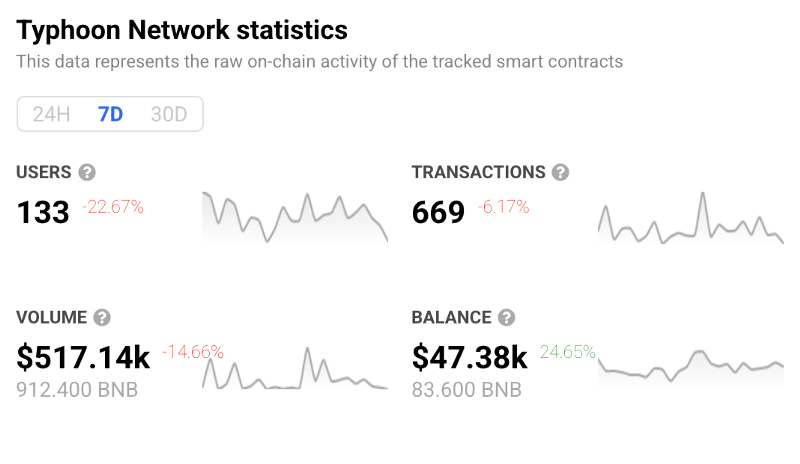 Typhoon Network statistics
This data represents the raw on-chain activity of the tracked smart contracts
24H 7D 30D
USERS ?
133 -22.67%
TRANSACTIONS ?
669 -6.17%
VOLUME ?
$517.14k -14.66%
912.400 BNB
BALANCE ?
$47.38k 24.65%
83.600 BNB